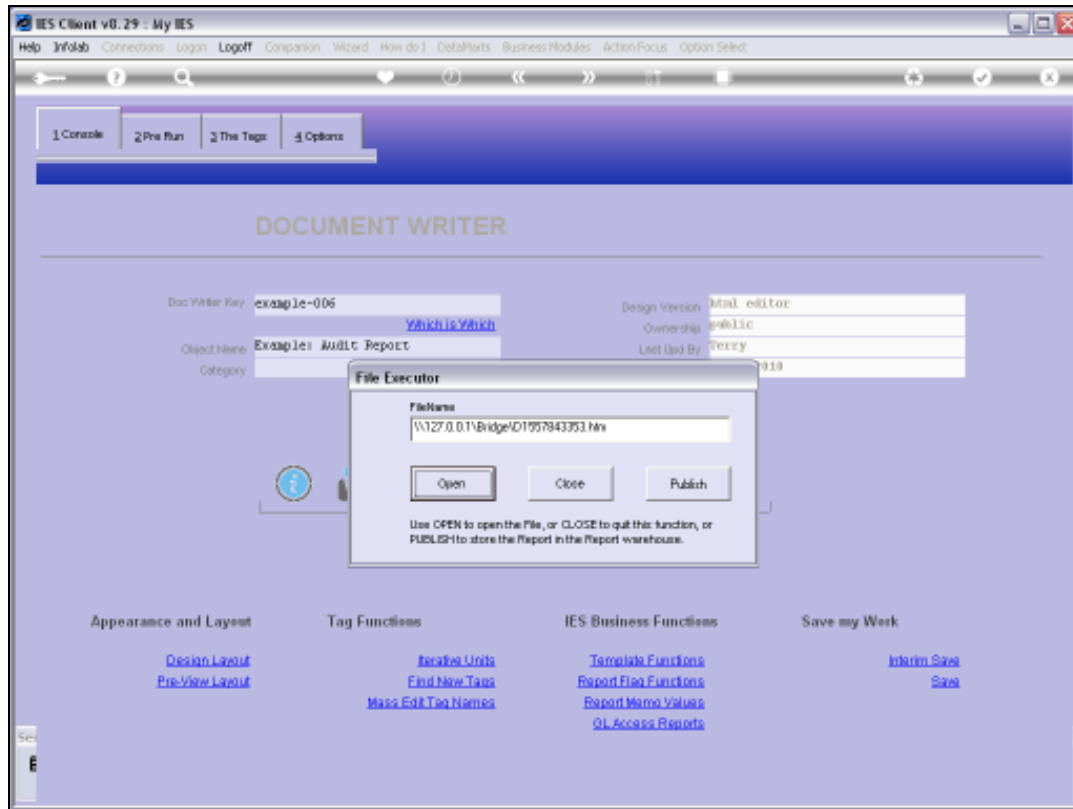 IES Client v8.29 : My IES
Help Infolab Connections Logon Logoff Companion Wizard How do I DataMarts Business Modules Action Focus Option Select
1 Console 2 Pre Run 3 The Tags 4 Options
DOCUMENT WRITER
Doc Writer Key example-006 Design Version html editor
Which is Which Ownership public
Object Name Example: Audit Report Last Upd By Terry
Category
File Executor
FileName
\\127.0.0.1\Bridge\D1557843353.htm
Open Close Publish
Use OPEN to open the File, or CLOSE to quit this function, or
PUBLISH to store the Report in the Report warehouse.
Appearance and Layout Tag Functions IES Business Functions Save my Work
Design Layout Iterative Units Template Functions Interim Save
Pre-View Layout Find New Tags Report Flag Functions Save
Mass Edit Tag Names Report Memo Values
GL Access Reports